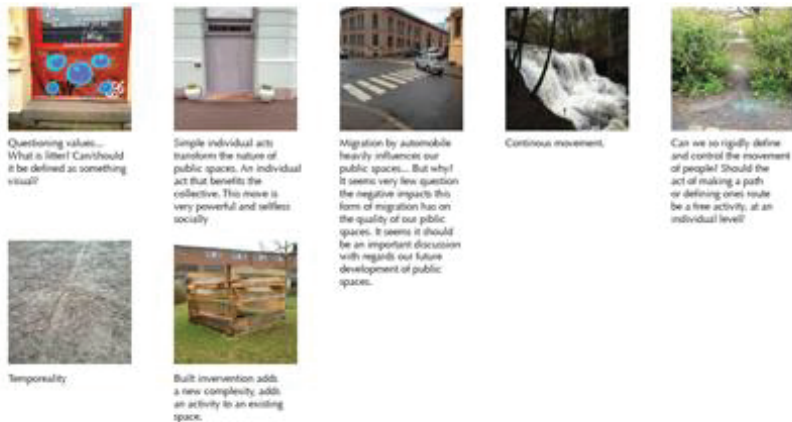 Questioning values...
What is litter? Can/should
it be defined as something
visual?
Simple individual acts
transform the nature of
public spaces. An individual
act that benefits the
collective. This move is
very powerful and selfless
socially
Migration by automobile
heavily influences our
public spaces... But why?
It seems very few question
the negative impacts this
form of migration has on
the quality of our piblic
spaces. It seems it should
be an important discussion
with regards our future
development of public
spaces.
Continous movement.
Can we so rigidly define
and control the movement
of people? Should the
act of making a path
or defining ones route
be a free activity, at an
individual level?
Temporeality
Built invervention adds
a new complexity, adds
an activity to an existing
space.